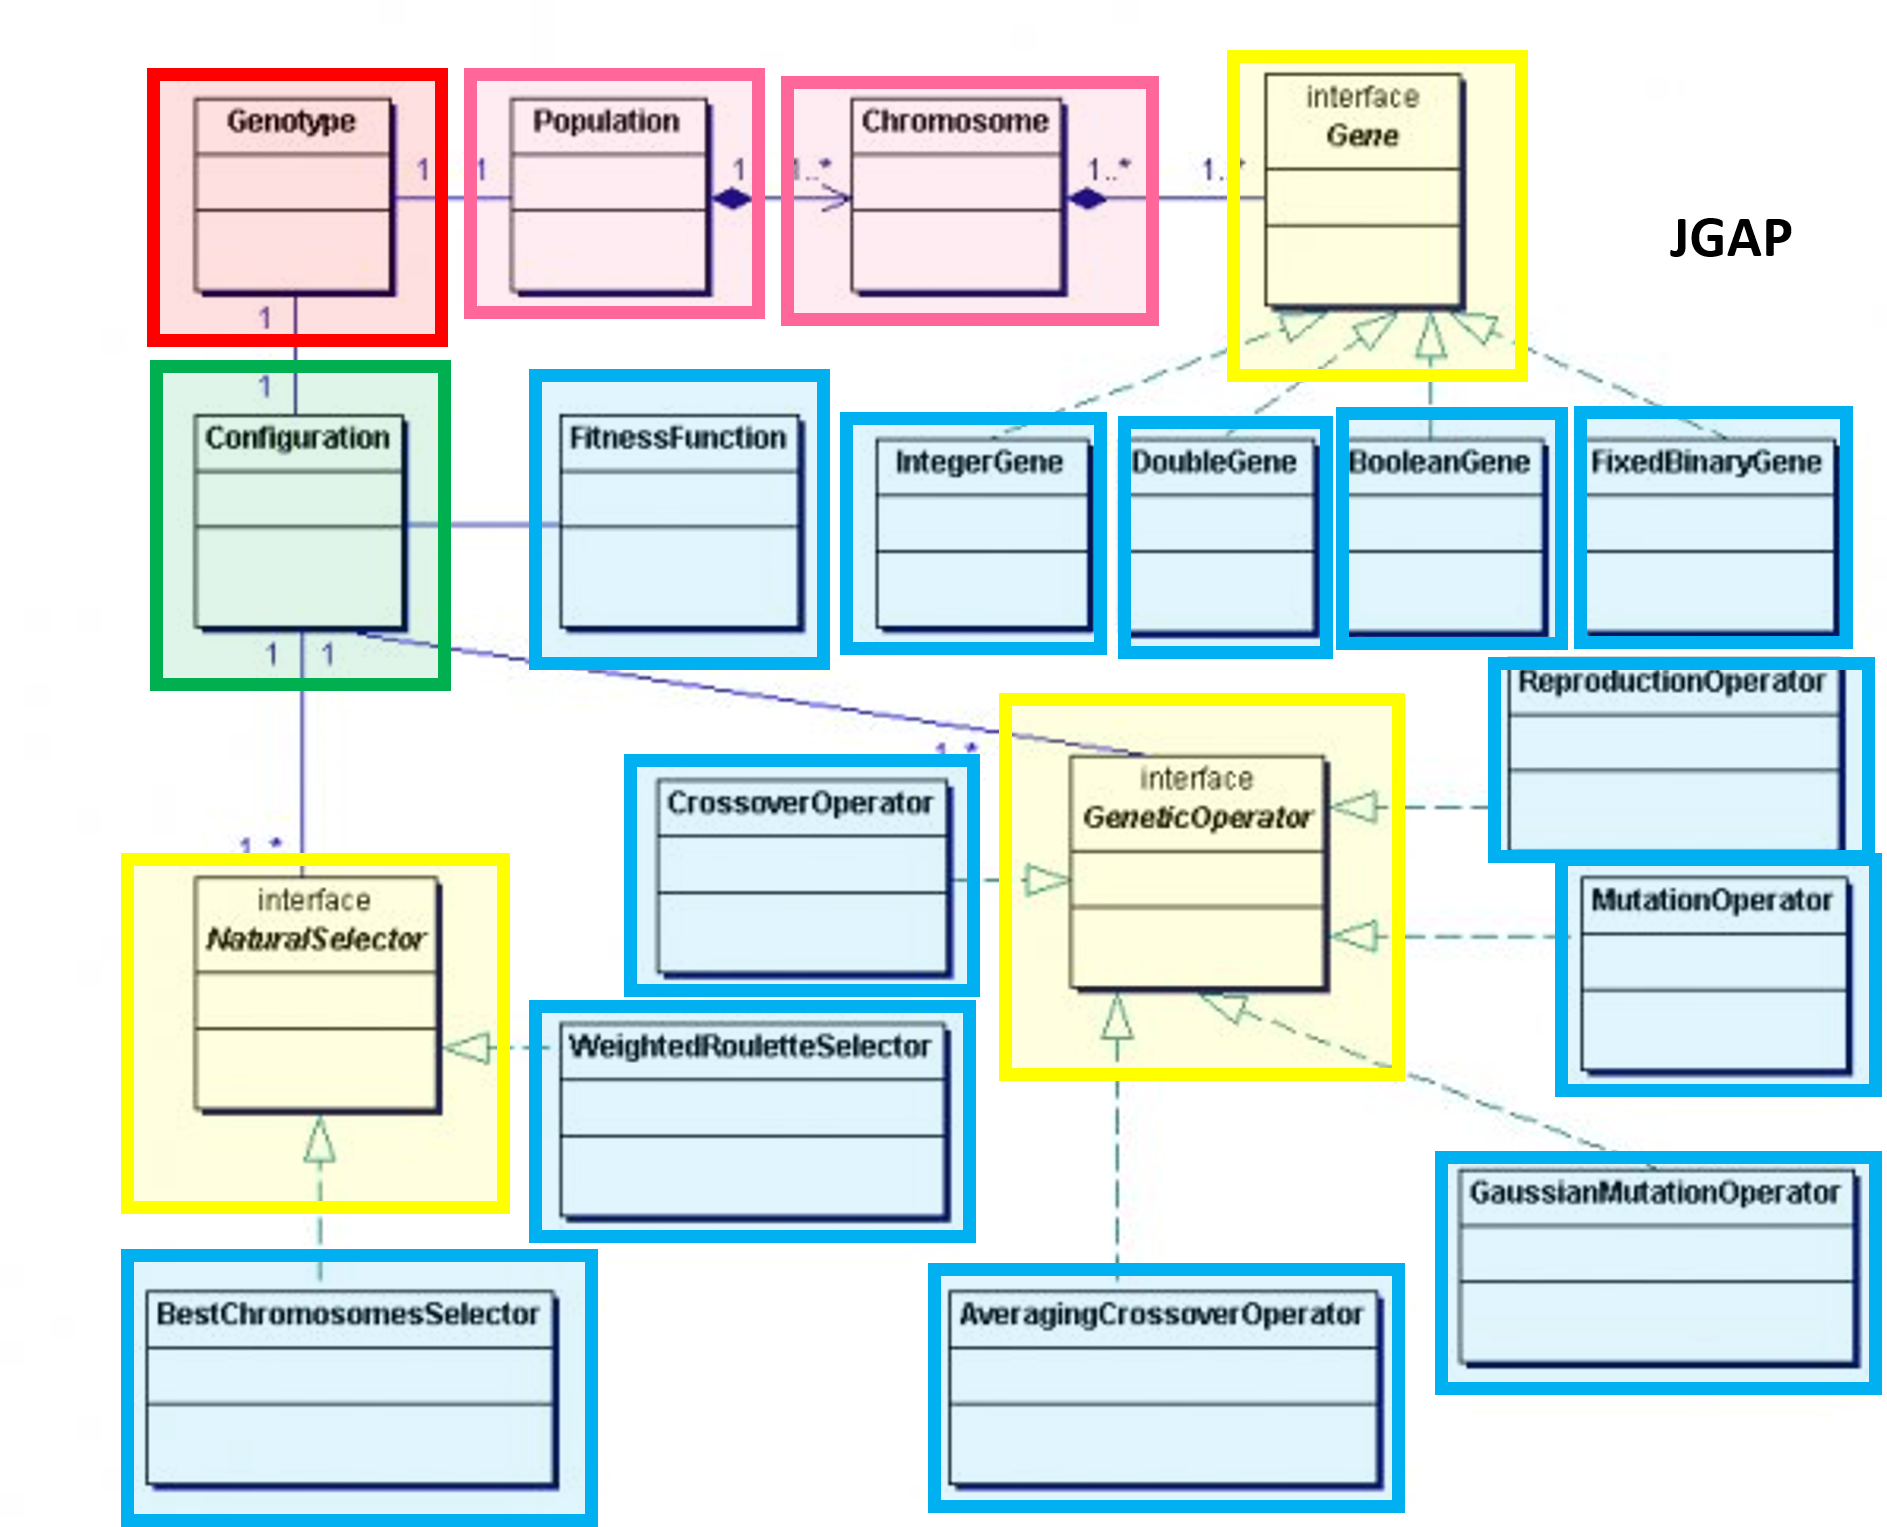 Genotype
Population
Chromosome
interface
Gene
1
1
1
1..*
1..*
1..*
JGAP
1
1
Configuration
FitnessFunction
IntegerGene
DoubleGene
BooleanGene
FixedBinaryGene
1
1
ReproductionOperator
1..*
CrossoverOperator
interface
GeneticOperator
1..*
interface
NaturalSelector
MutationOperator
WeightedRouletteSelector
GaussianMutationOperator
BestChromosomesSelector
AveragingCrossoverOperator